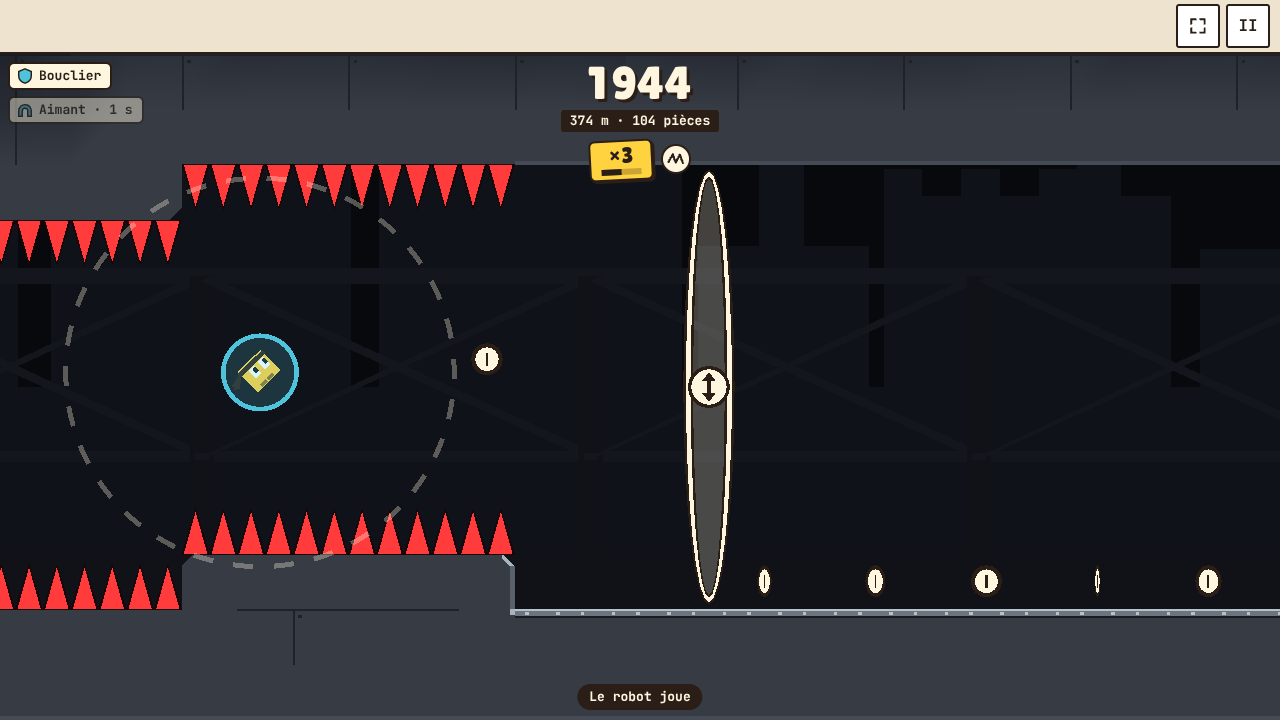 Bouclier
Aimant · 1 s
1944
374 m · 104 pièces
×3
Le robot joue